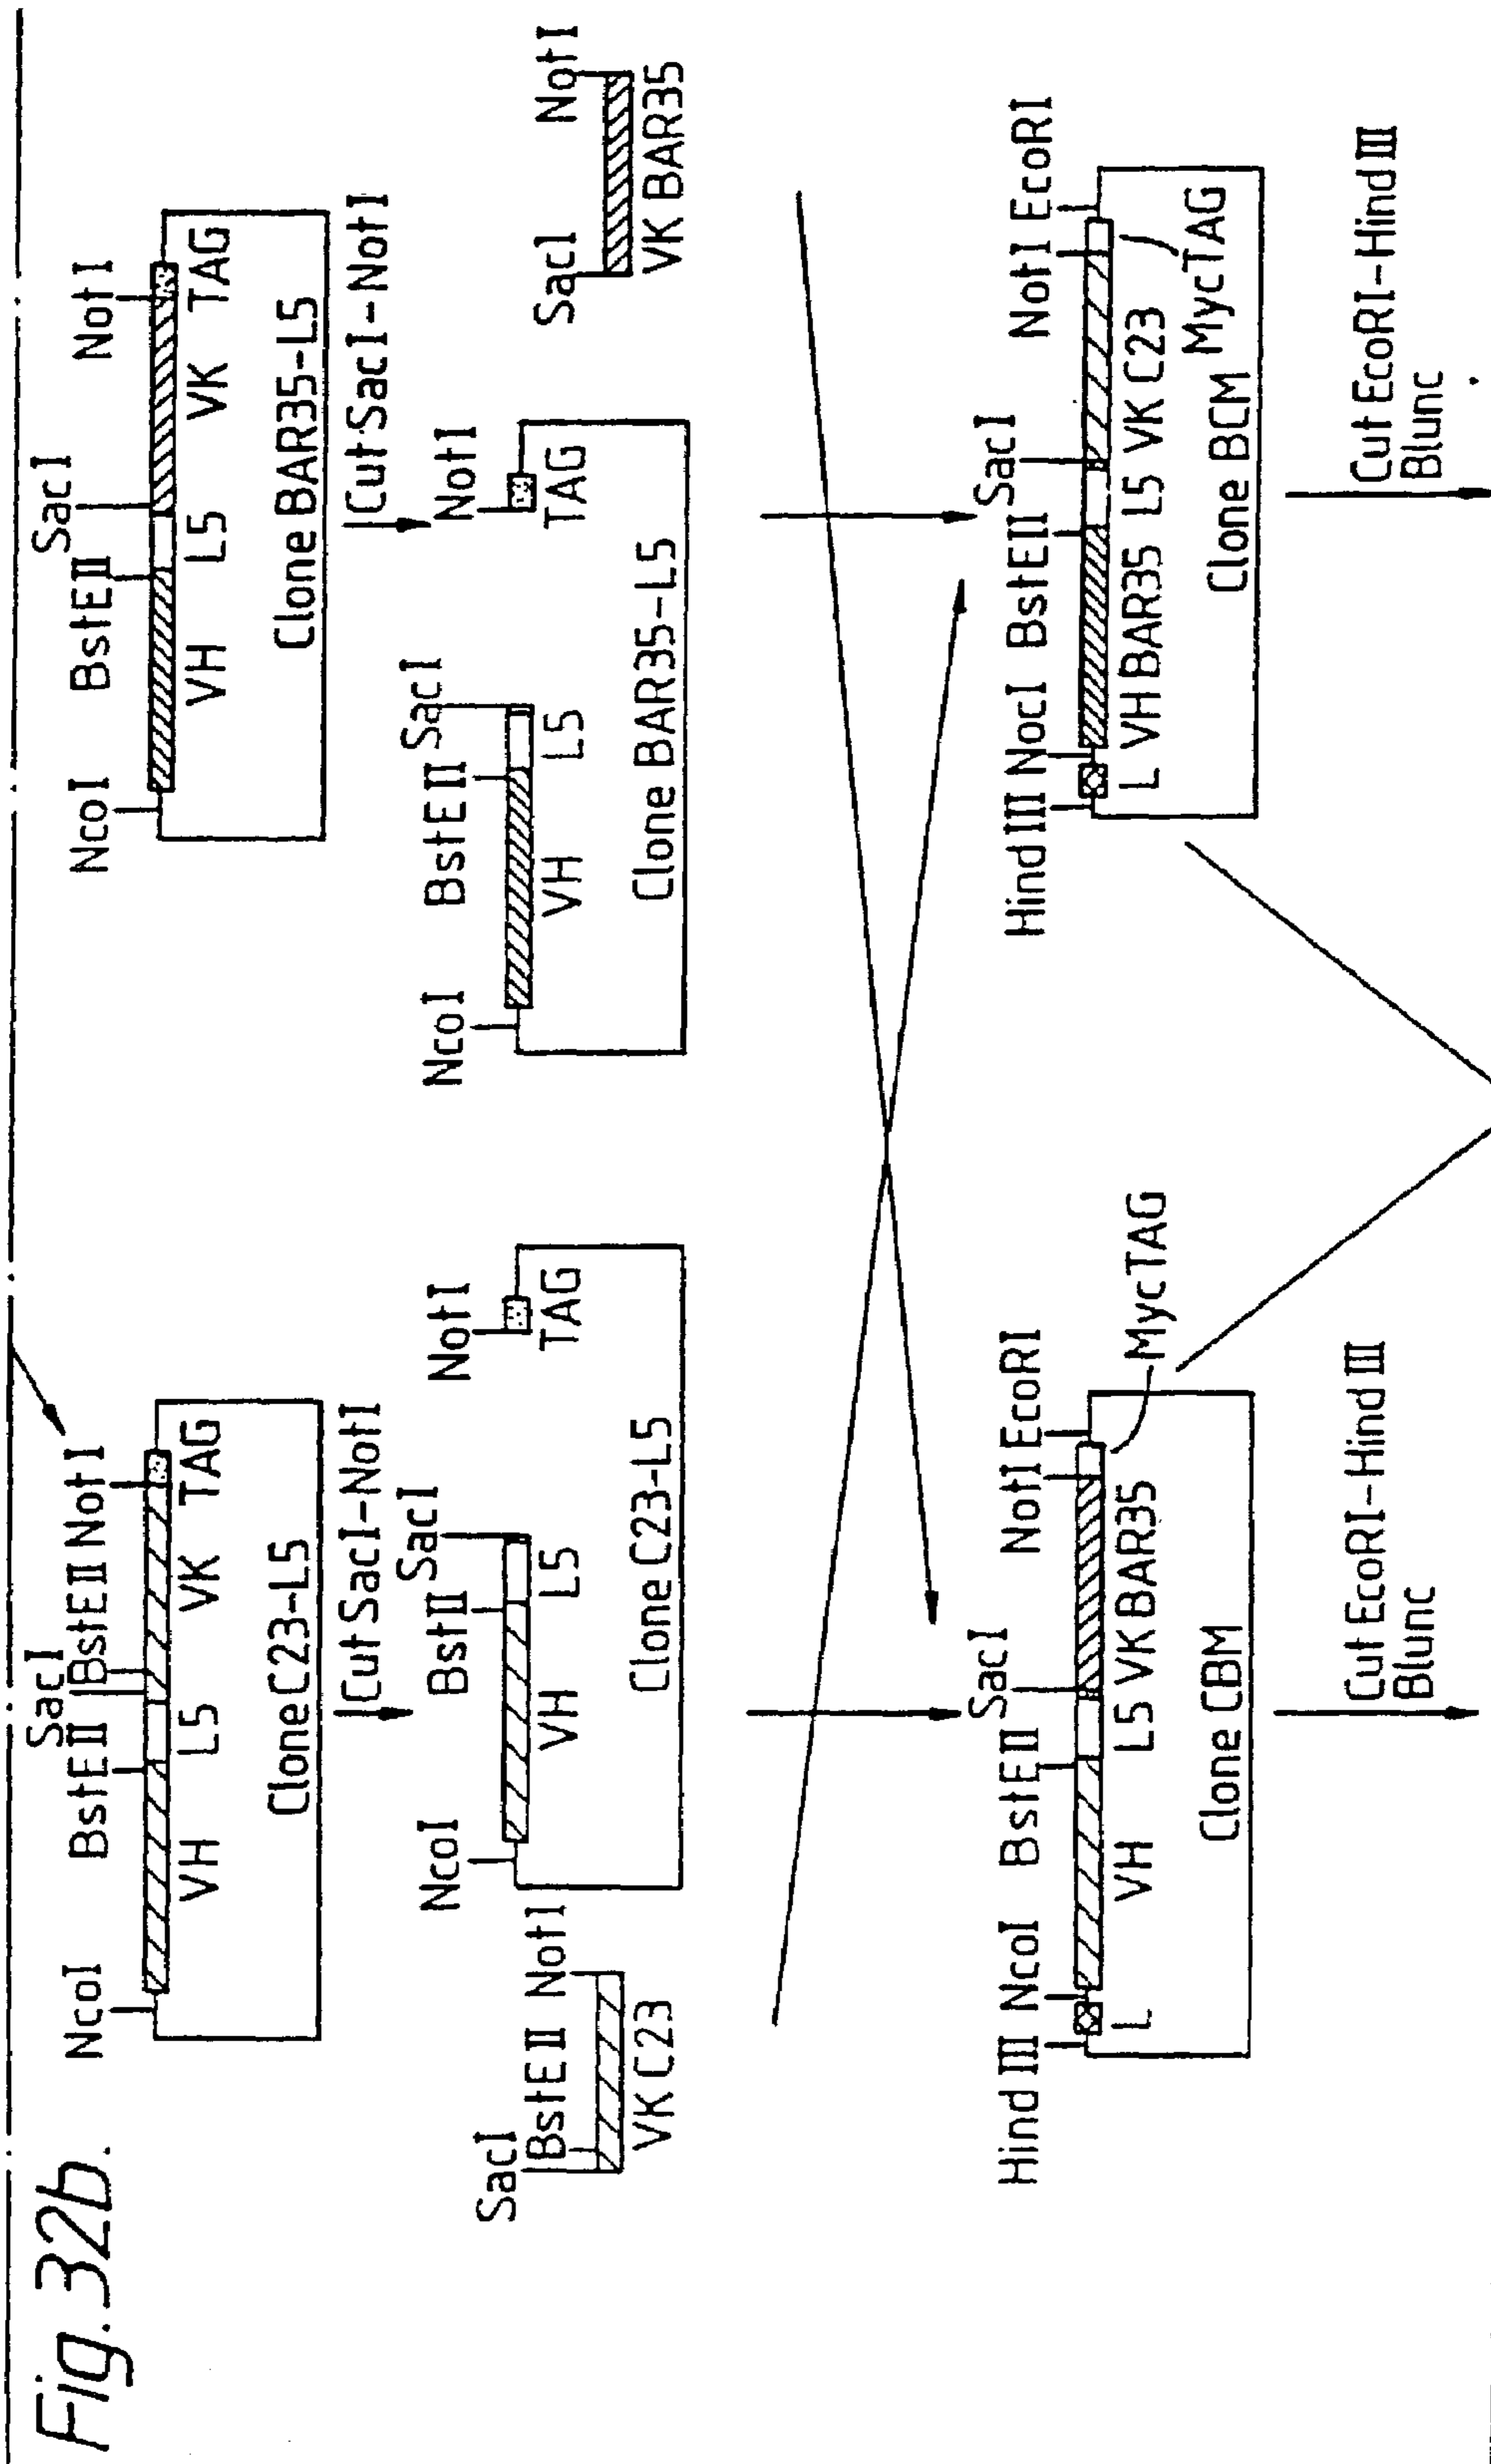 Fig. 32b.
NcoI
BstEII
SacI
BstEII
NotI
VH
L5
VK
TAG
Clone C23-L5
Cut SacI-NotI
SacI
BstEII
NotI
VK C23
NcoI
BstII
SacI
NotI
VH
L5
TAG
Clone C23-L5
Hind III
NcoI
BstEII
SacI
NotI
EcoRI
L
VH
L5
VK BAR35
MycTAG
Clone CBM
Cut EcoRI-Hind III
Blunc
NcoI
BstEII
SacI
NotI
VH
L5
VK
TAG
Clone BAR35-L5
Cut SacI-NotI
NcoI
BstEII
SacI
NotI
VH
L5
TAG
Clone BAR35-L5
SacI
NotI
VK BAR35
Hind III
NocI
BstEII
SacI
NotI
EcoRI
L
VH BAR35
L5
VK C23
MycTAG
Clone BCM
Cut EcoRI-Hind III
Blunc